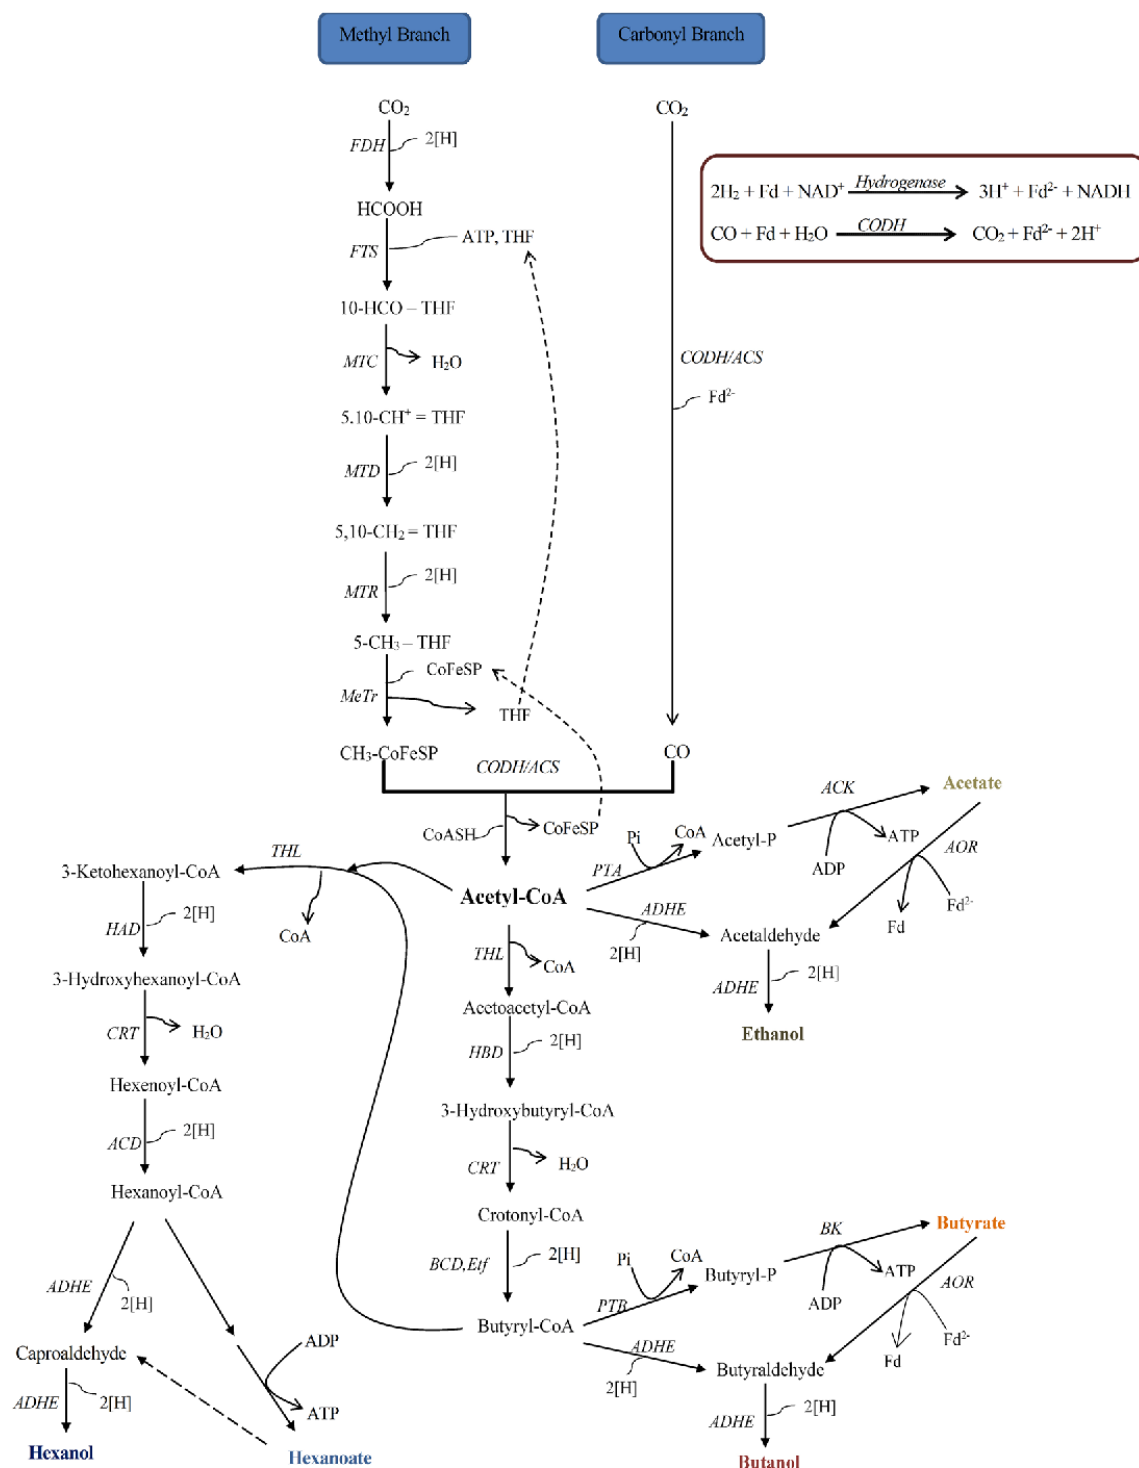 Methyl Branch
Carbonyl Branch
CO₂
CO₂
FDH
2[H]
2H₂ + Fd + NAD⁺
Hydrogenase
3H⁺ + Fd²⁻ + NADH
HCOOH
CO + Fd + H₂O
CODH
CO₂ + Fd²⁻ + 2H⁺
FTS
ATP, THF
10-HCO – THF
MTC
H₂O
CODH/ACS
Fd²⁻
5.10-CH⁺ = THF
MTD
2[H]
5,10-CH₂ = THF
MTR
2[H]
5-CH₃ – THF
CoFeSP
MeTr
THF
CH₃-CoFeSP
CODH/ACS
CO
CoASH
CoFeSP
Pi
CoA
Acetyl-P
ACK
Acetate
ADP
ATP
AOR
PTA
THL
3-Ketohexanoyl-CoA
Acetyl-CoA
Fd
Fd²⁻
HAD
2[H]
CoA
ADHE
2[H]
Acetaldehyde
THL
CoA
ADHE
2[H]
3-Hydroxyhexanoyl-CoA
Acetoacetyl-CoA
Ethanol
CRT
H₂O
HBD
2[H]
Hexenoyl-CoA
3-Hydroxybutyryl-CoA
ACD
2[H]
CRT
H₂O
Hexanoyl-CoA
Crotonyl-CoA
BCD,Etf
2[H]
Pi
CoA
Butyryl-P
BK
Butyrate
ADP
ATP
AOR
ADHE
2[H]
PTB
Butyryl-CoA
Fd
Fd²⁻
Caproaldehyde
ADP
ADHE
2[H]
Butyraldehyde
ADHE
2[H]
ATP
ADHE
2[H]
Hexanol
Hexanoate
Butanol